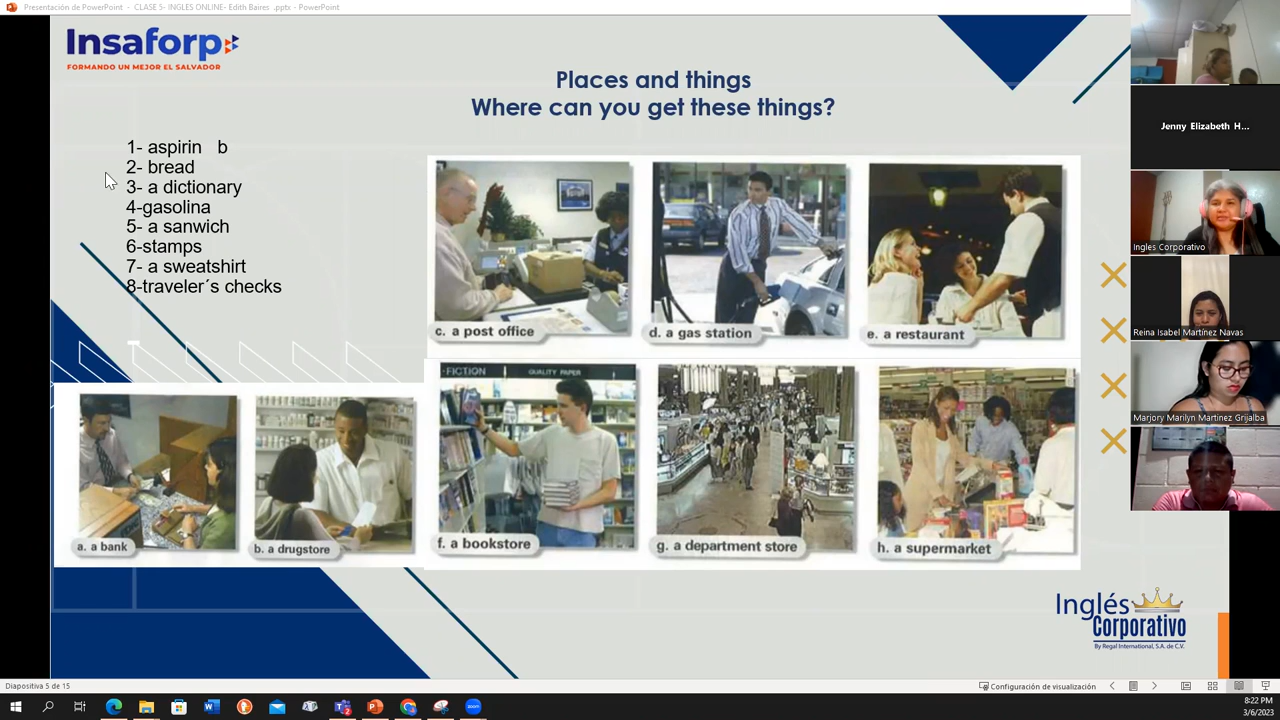 Presentación de PowerPoint - CLASE 5- INGLES ONLINE- Edith Baires .pptx - PowerPoint
Insaforp
FORMANDO UN MEJOR EL SALVADOR
Places and things
Where can you get these things?
1- aspirin b
2- bread
3- a dictionary
4-gasolina
5- a sanwich
6-stamps
7- a sweatshirt
8-traveler´s checks
c. a post office
d. a gas station
e. a restaurant
-FICTION
QUALITY PAPER
a. a bank
b. a drugstore
f. a bookstore
g. a department store
h. a supermarket
Jenny Elizabeth H...
Ingles Corporativo
Reina Isabel Martínez Navas
Marjory Marilyn Martinez Grijalba
Inglés
Corporativo
By Regal International, S.A. de C.V.
Diapositiva 5 de 15
Configuración de visualización
8:22 PM
3/6/2023